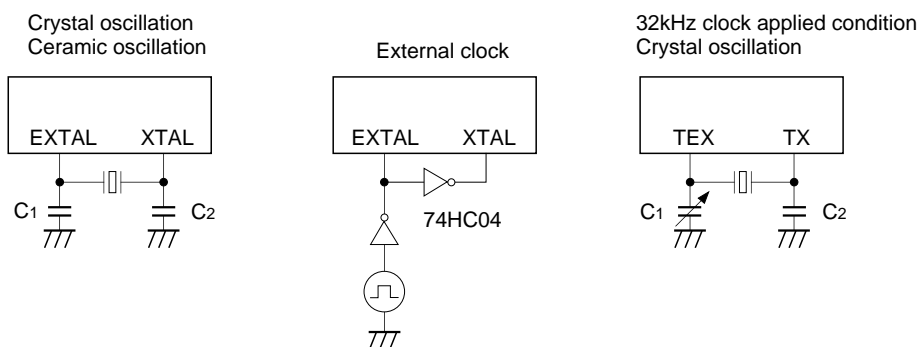 Crystal oscillation
Ceramic oscillation
EXTAL XTAL
C1 C2
External clock
EXTAL XTAL
74HC04
32kHz clock applied condition
Crystal oscillation
TEX TX
C1 C2